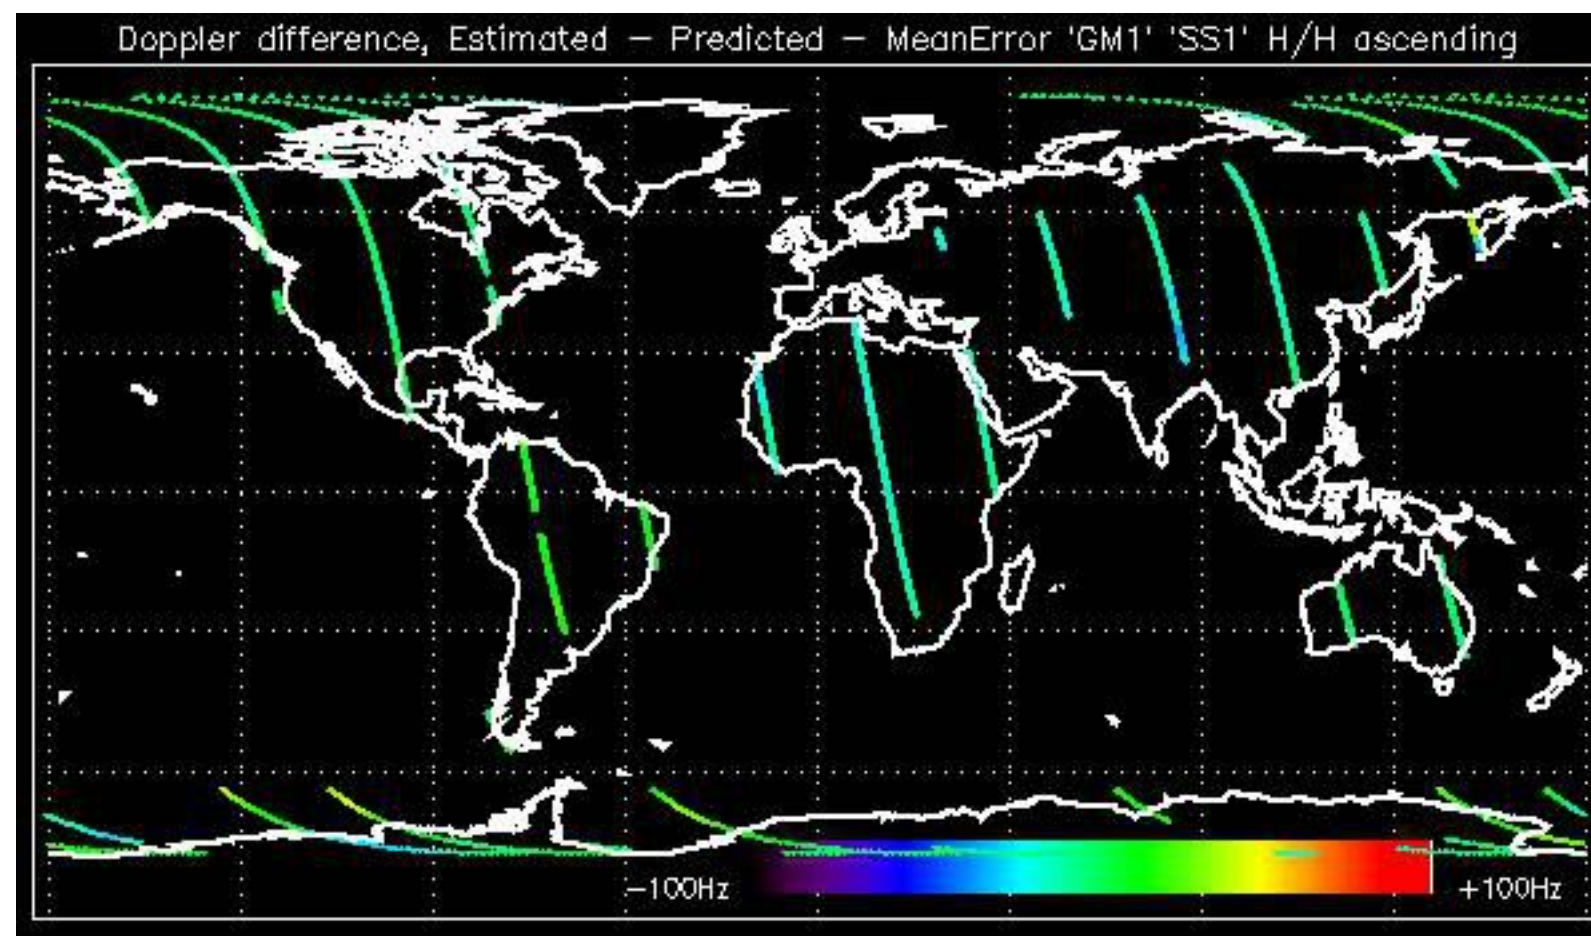 Doppler difference, Estimated – Predicted – MeanError 'GM1' 'SS1' H/H ascending
–100Hz
+100Hz